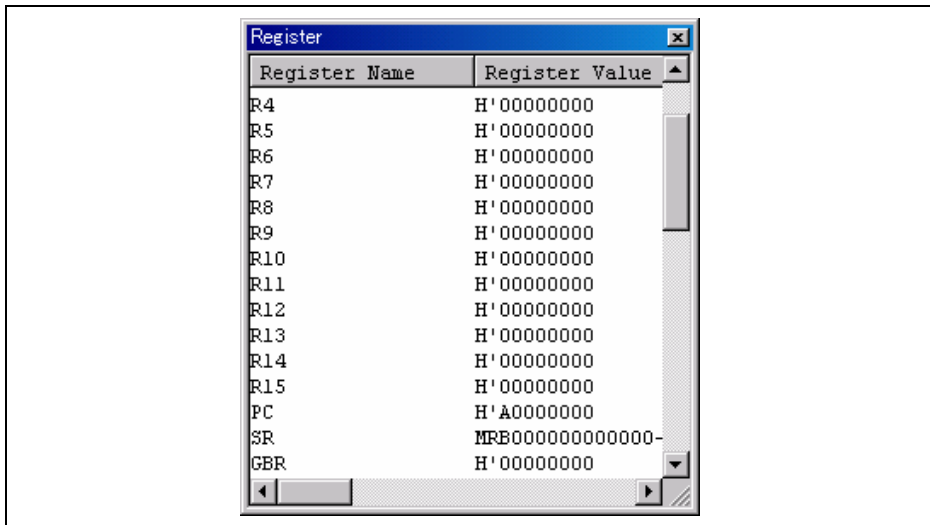 Register
Register Name Register Value
R4 H'00000000
R5 H'00000000
R6 H'00000000
R7 H'00000000
R8 H'00000000
R9 H'00000000
R10 H'00000000
R11 H'00000000
R12 H'00000000
R13 H'00000000
R14 H'00000000
R15 H'00000000
PC H'A0000000
SR MRB000000000000-
GBR H'00000000